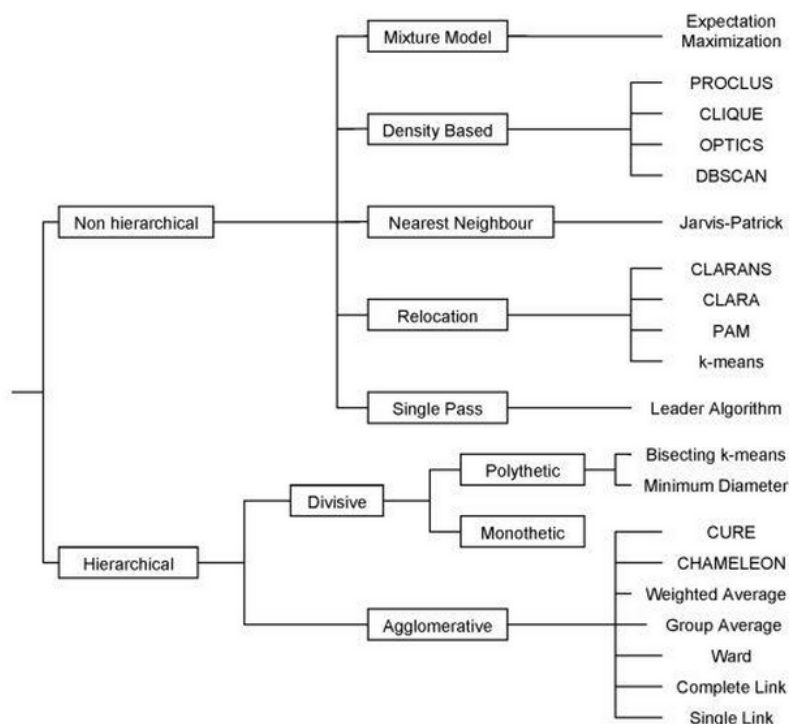 Mixture Model
Expectation
Maximization
PROCLUS
CLIQUE
Density Based
OPTICS
DBSCAN
Non hierarchical
Nearest Neighbour
Jarvis-Patrick
CLARANS
CLARA
Relocation
PAM
k-means
Single Pass
Leader Algorithm
Bisecting k-means
Polythetic
Minimum Diameter
Divisive
Monothetic
CURE
Hierarchical
CHAMELEON
Weighted Average
Agglomerative
Group Average
Ward
Complete Link
Single Link